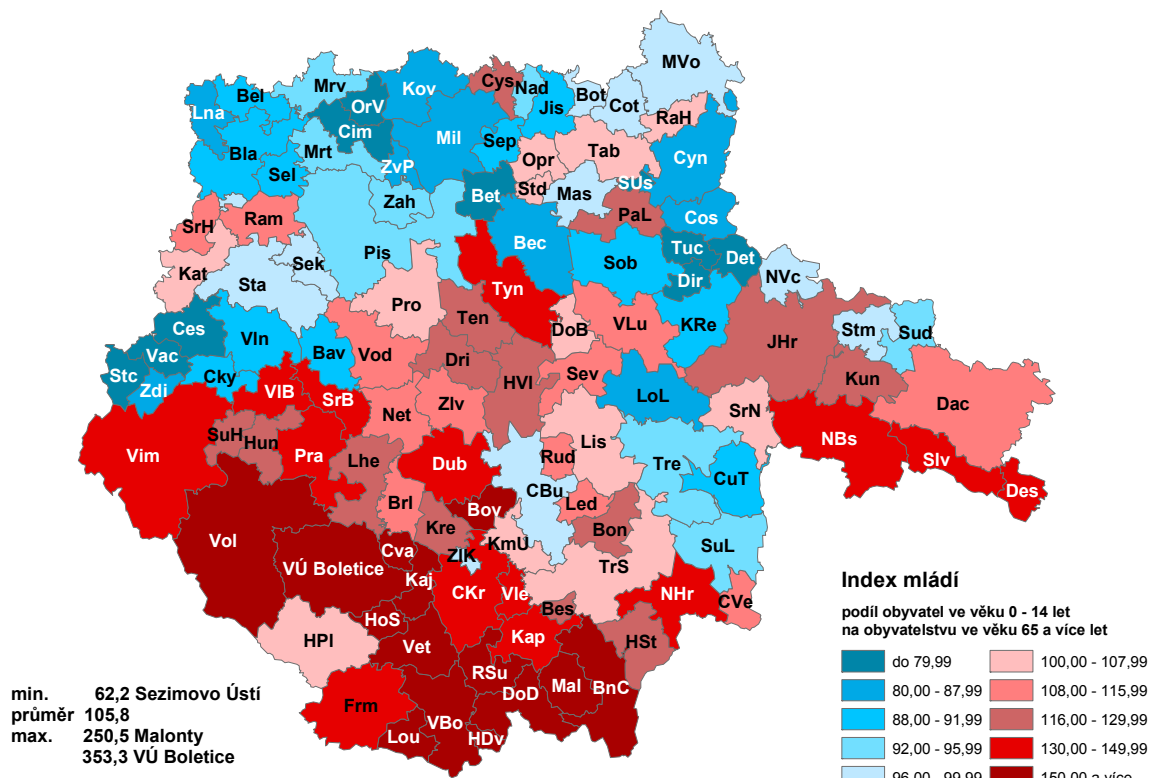 MVo
Mrv
Kov
Cys
Nad
Bot
Bel
OrV
Jis
Cot
Lna
RaH
Cim
Mil
Sep
Bla
Mrt
Opr
Tab
Cyn
ZvP
Sel
Bet
Std
Mas
SUs
Zah
PaL
Cos
Ram
SrH
Bec
Tuc
Det
Pis
Sob
Sek
Kat
Dir
NVc
Sta
Tyn
Pro
Ten
Ces
DoB
VLu
KRe
Stm
Sud
Vln
JHr
Vac
Bav
Vod
Dri
Stc
Cky
HVl
Sev
Kun
Zdi
LoL
VlB
SrB
Zlv
SrN
Dac
Net
SuH
Hun
Lis
NBs
Vim
Pra
Lhe
Dub
Rud
Tre
Slv
CuT
CBu
Des
Brl
Bov
Led
Kre
Bon
Vol
KmU
SuL
Cva
ZlK
TrS
VÚ Boletice
Kaj
CKr
Vle
NHr
CVe
Bes
HoS
HPl
Vet
Kap
HSt
RSu
Mal
BnC
DoD
Frm
VBo
Lou
HDv
Index mládí
podíl obyvatel ve věku 0 - 14 let
na obyvatelstvu ve věku 65 a více let
do 79,99
100,00 - 107,99
80,00 - 87,99
108,00 - 115,99
88,00 - 91,99
116,00 - 129,99
92,00 - 95,99
130,00 - 149,99
96,00 - 99,99
150,00 a více
min. 62,2 Sezimovo Ústí
průměr 105,8
max. 250,5 Malonty
353,3 VÚ Boletice